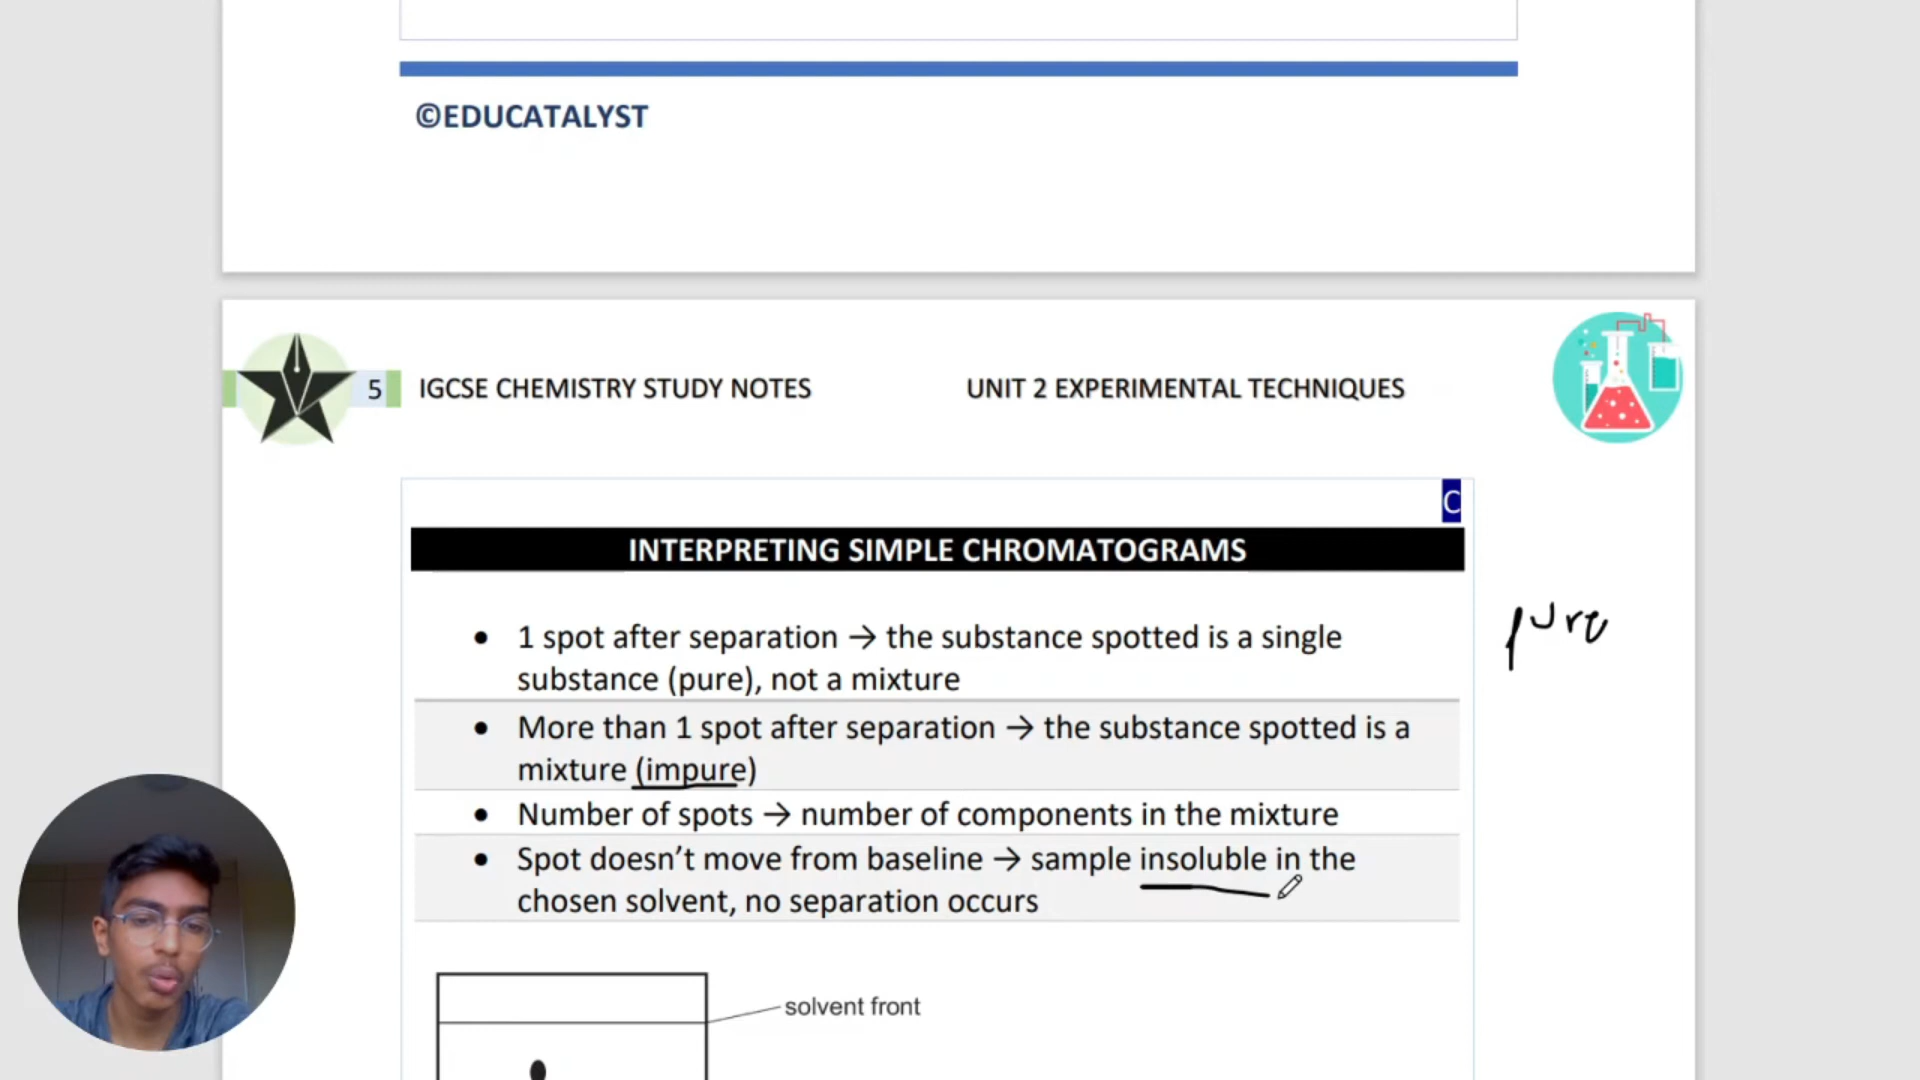 ©EDUCATALYST
5 IGCSE CHEMISTRY STUDY NOTES UNIT 2 EXPERIMENTAL TECHNIQUES
C
INTERPRETING SIMPLE CHROMATOGRAMS
pure
• 1 spot after separation → the substance spotted is a single
substance (pure), not a mixture
• More than 1 spot after separation → the substance spotted is a
mixture (impure)
• Number of spots → number of components in the mixture
• Spot doesn’t move from baseline → sample insoluble in the
chosen solvent, no separation occurs
solvent front